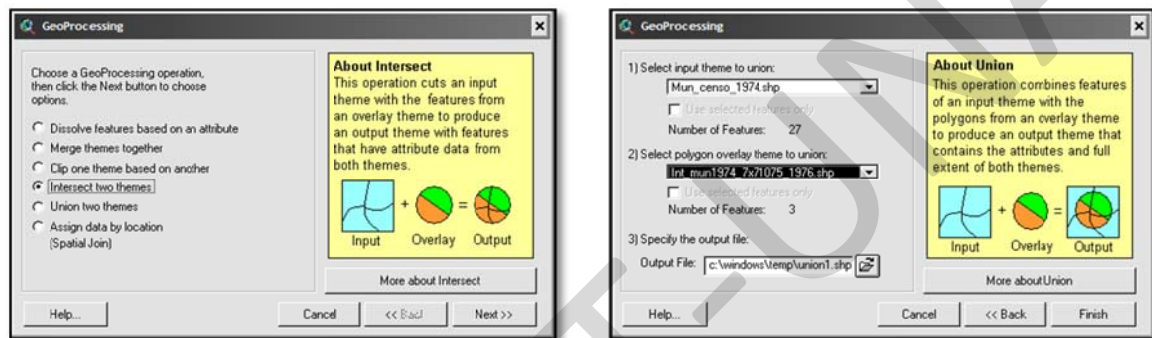 GeoProcessing
Choose a GeoProcessing operation,
then click the Next button to choose
options.
Dissolve features based on an attribute
Merge themes together
Clip one theme based on another
Intersect two themes
Union two themes
Assign data by location
(Spatial Join)
About Intersect
This operation cuts an input
theme with the features from
an overlay theme to produce
an output theme with features
that have attribute data from
both themes.
+ =
Input Overlay Output
More about Intersect
Help... Cancel << Back Next >>
GeoProcessing
1) Select input theme to union:
Mun_censo_1974.shp
Use selected features only
Number of Features: 27
2) Select polygon overlay theme to union:
Int_mun1974_7x71075_1976.shp
Use selected features only
Number of Features: 3
3) Specify the output file:
Output File: c:\windows\temp\union1.shp
About Union
This operation combines features
of an input theme with the
polygons from an overlay theme
to produce an output theme that
contains the attributes and full
extent of both themes.
+ =
Input Overlay Output
More about Union
Help... Cancel << Back Finish